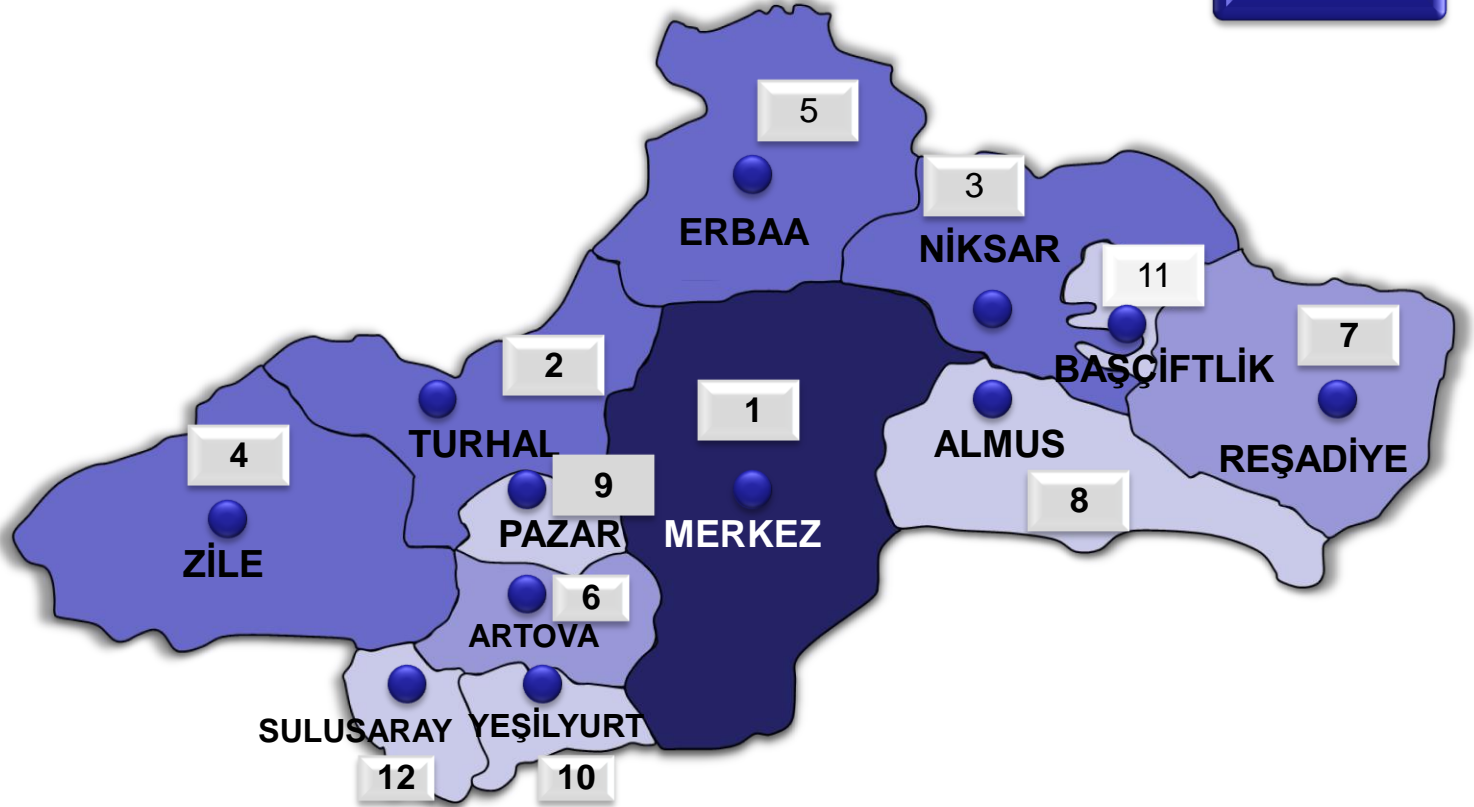 5
ERBAA
3
NİKSAR
11
BAŞÇİFTLİK
7
REŞADİYE
2
TURHAL
1
MERKEZ
ALMUS
8
4
ZİLE
9
PAZAR
6
ARTOVA
SULUSARAY
12
YEŞİLYURT
10